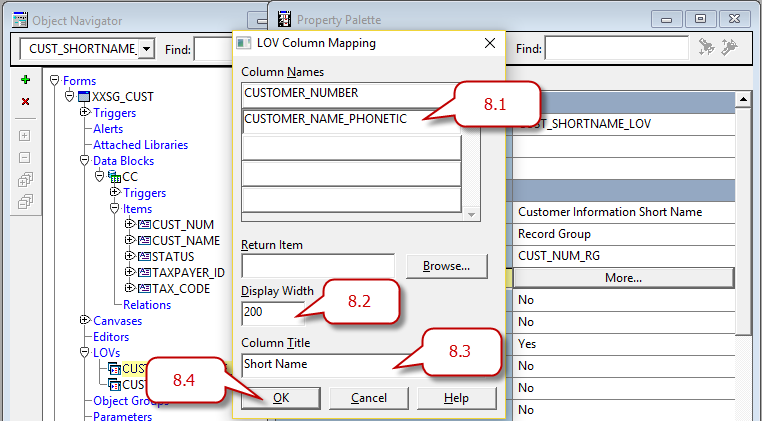 Object Navigator
Property Palette
CUST_SHORTNAME_
Find:
Find:
Forms
XXSG_CUST
Triggers
Alerts
Attached Libraries
Data Blocks
CC
Triggers
Items
CUST_NUM
CUST_NAME
STATUS
TAXPAYER_ID
TAX_CODE
Relations
Canvases
Editors
LOVs
CUST
CUST
Object Groups
Parameters
LOV Column Mapping
Column Names
CUSTOMER_NUMBER
CUSTOMER_NAME_PHONETIC
8.1
Return Item
Browse...
Display Width
200
8.2
Column Title
Short Name
8.3
8.4
OK
Cancel
Help
CUST_SHORTNAME_LOV
Customer Information Short Name
Record Group
CUST_NUM_RG
More...
No
No
Yes
No
No
No